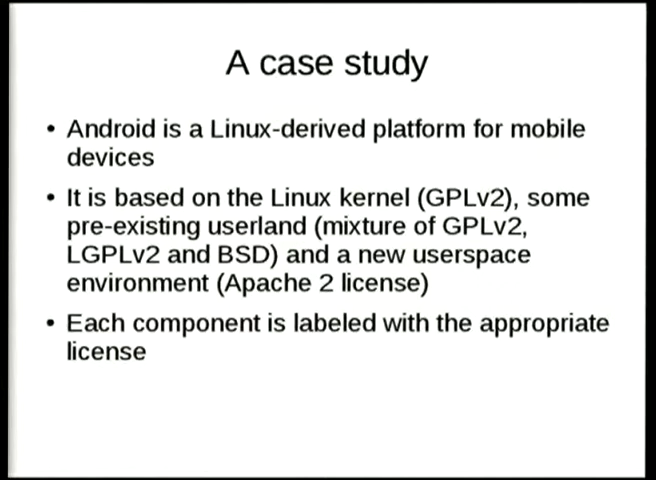 A case study
• Android is a Linux-derived platform for mobile
devices
• It is based on the Linux kernel (GPLv2), some
pre-existing userland (mixture of GPLv2,
LGPLv2 and BSD) and a new userspace
environment (Apache 2 license)
• Each component is labeled with the appropriate
license